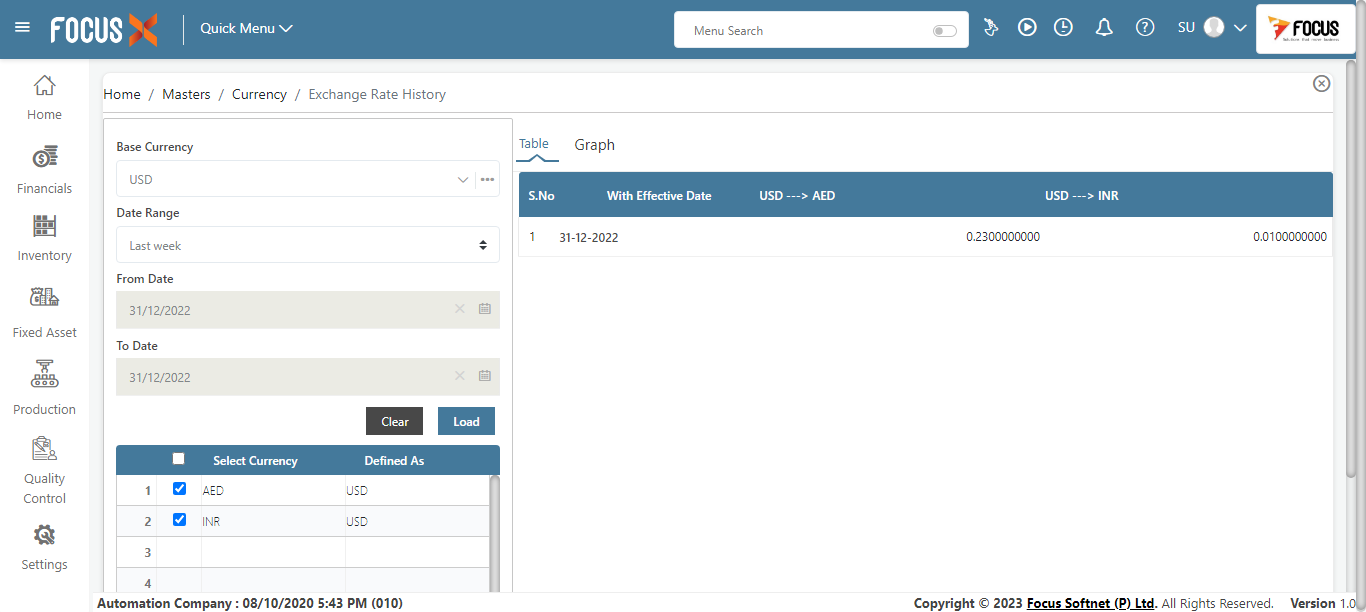 FOCUS X
Quick Menu
Menu Search
SU
FOCUS
Home
Financials
Inventory
Fixed Asset
Production
Quality
Control
Settings
Home / Masters / Currency / Exchange Rate History
Base Currency
USD
Date Range
Last week
From Date
31/12/2022
To Date
31/12/2022
Clear Load
Select Currency Defined As
1 AED USD
2 INR USD
3
4
Table Graph
S.No With Effective Date USD ---> AED USD ---> INR
1 31-12-2022 0.2300000000 0.0100000000
Automation Company : 08/10/2020 5:43 PM (010)
Copyright © 2023 Focus Softnet (P) Ltd. All Rights Reserved. Version 1.0